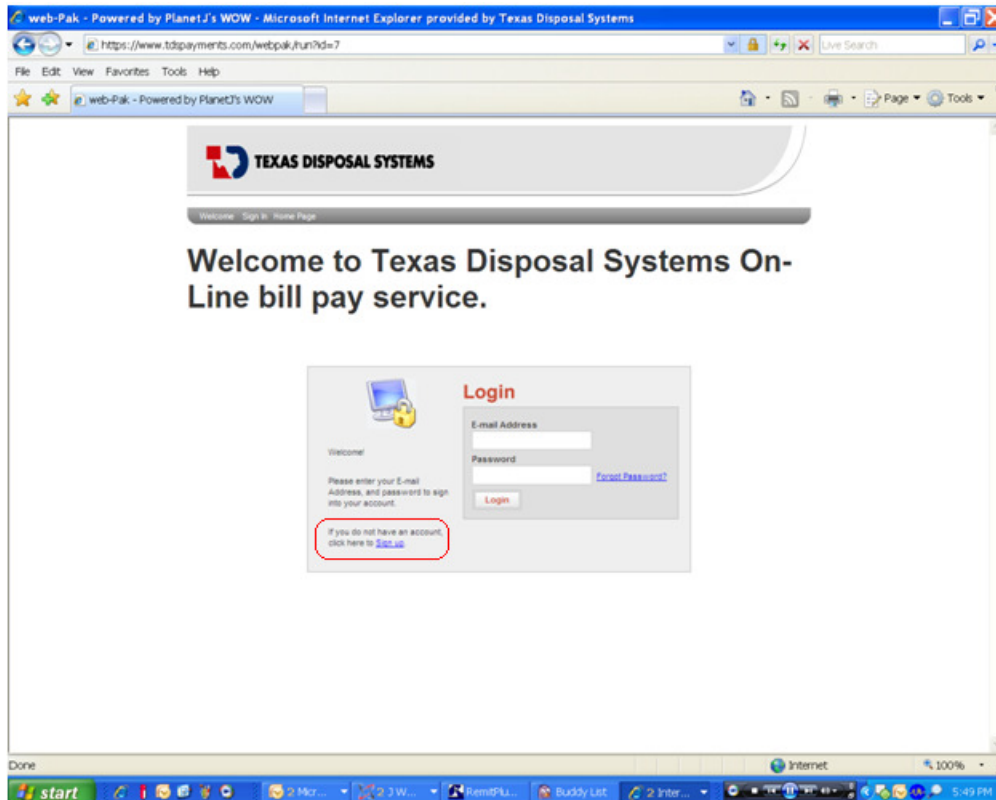 web-Pak - Powered by PlanetJ's WOW - Microsoft Internet Explorer provided by Texas Disposal Systems
https://www.tdspayments.com/webpak/run?id=7
Live Search
File Edit View Favorites Tools Help
web-Pak - Powered by PlanetJ's WOW
Page Tools
TEXAS DISPOSAL SYSTEMS
Welcome Sign In Home Page
Welcome to Texas Disposal Systems On-
Line bill pay service.
Login
E-mail Address
Welcome!
Password
Forgot Password?
Please enter your E-mail
Address, and password to sign
into your account.
Login
If you do not have an account,
click here to Sign up
Done
Internet
100%
start
2 Micr...
2 J W...
RemitPlu...
Buddy List
2 Inter...
5:49 PM